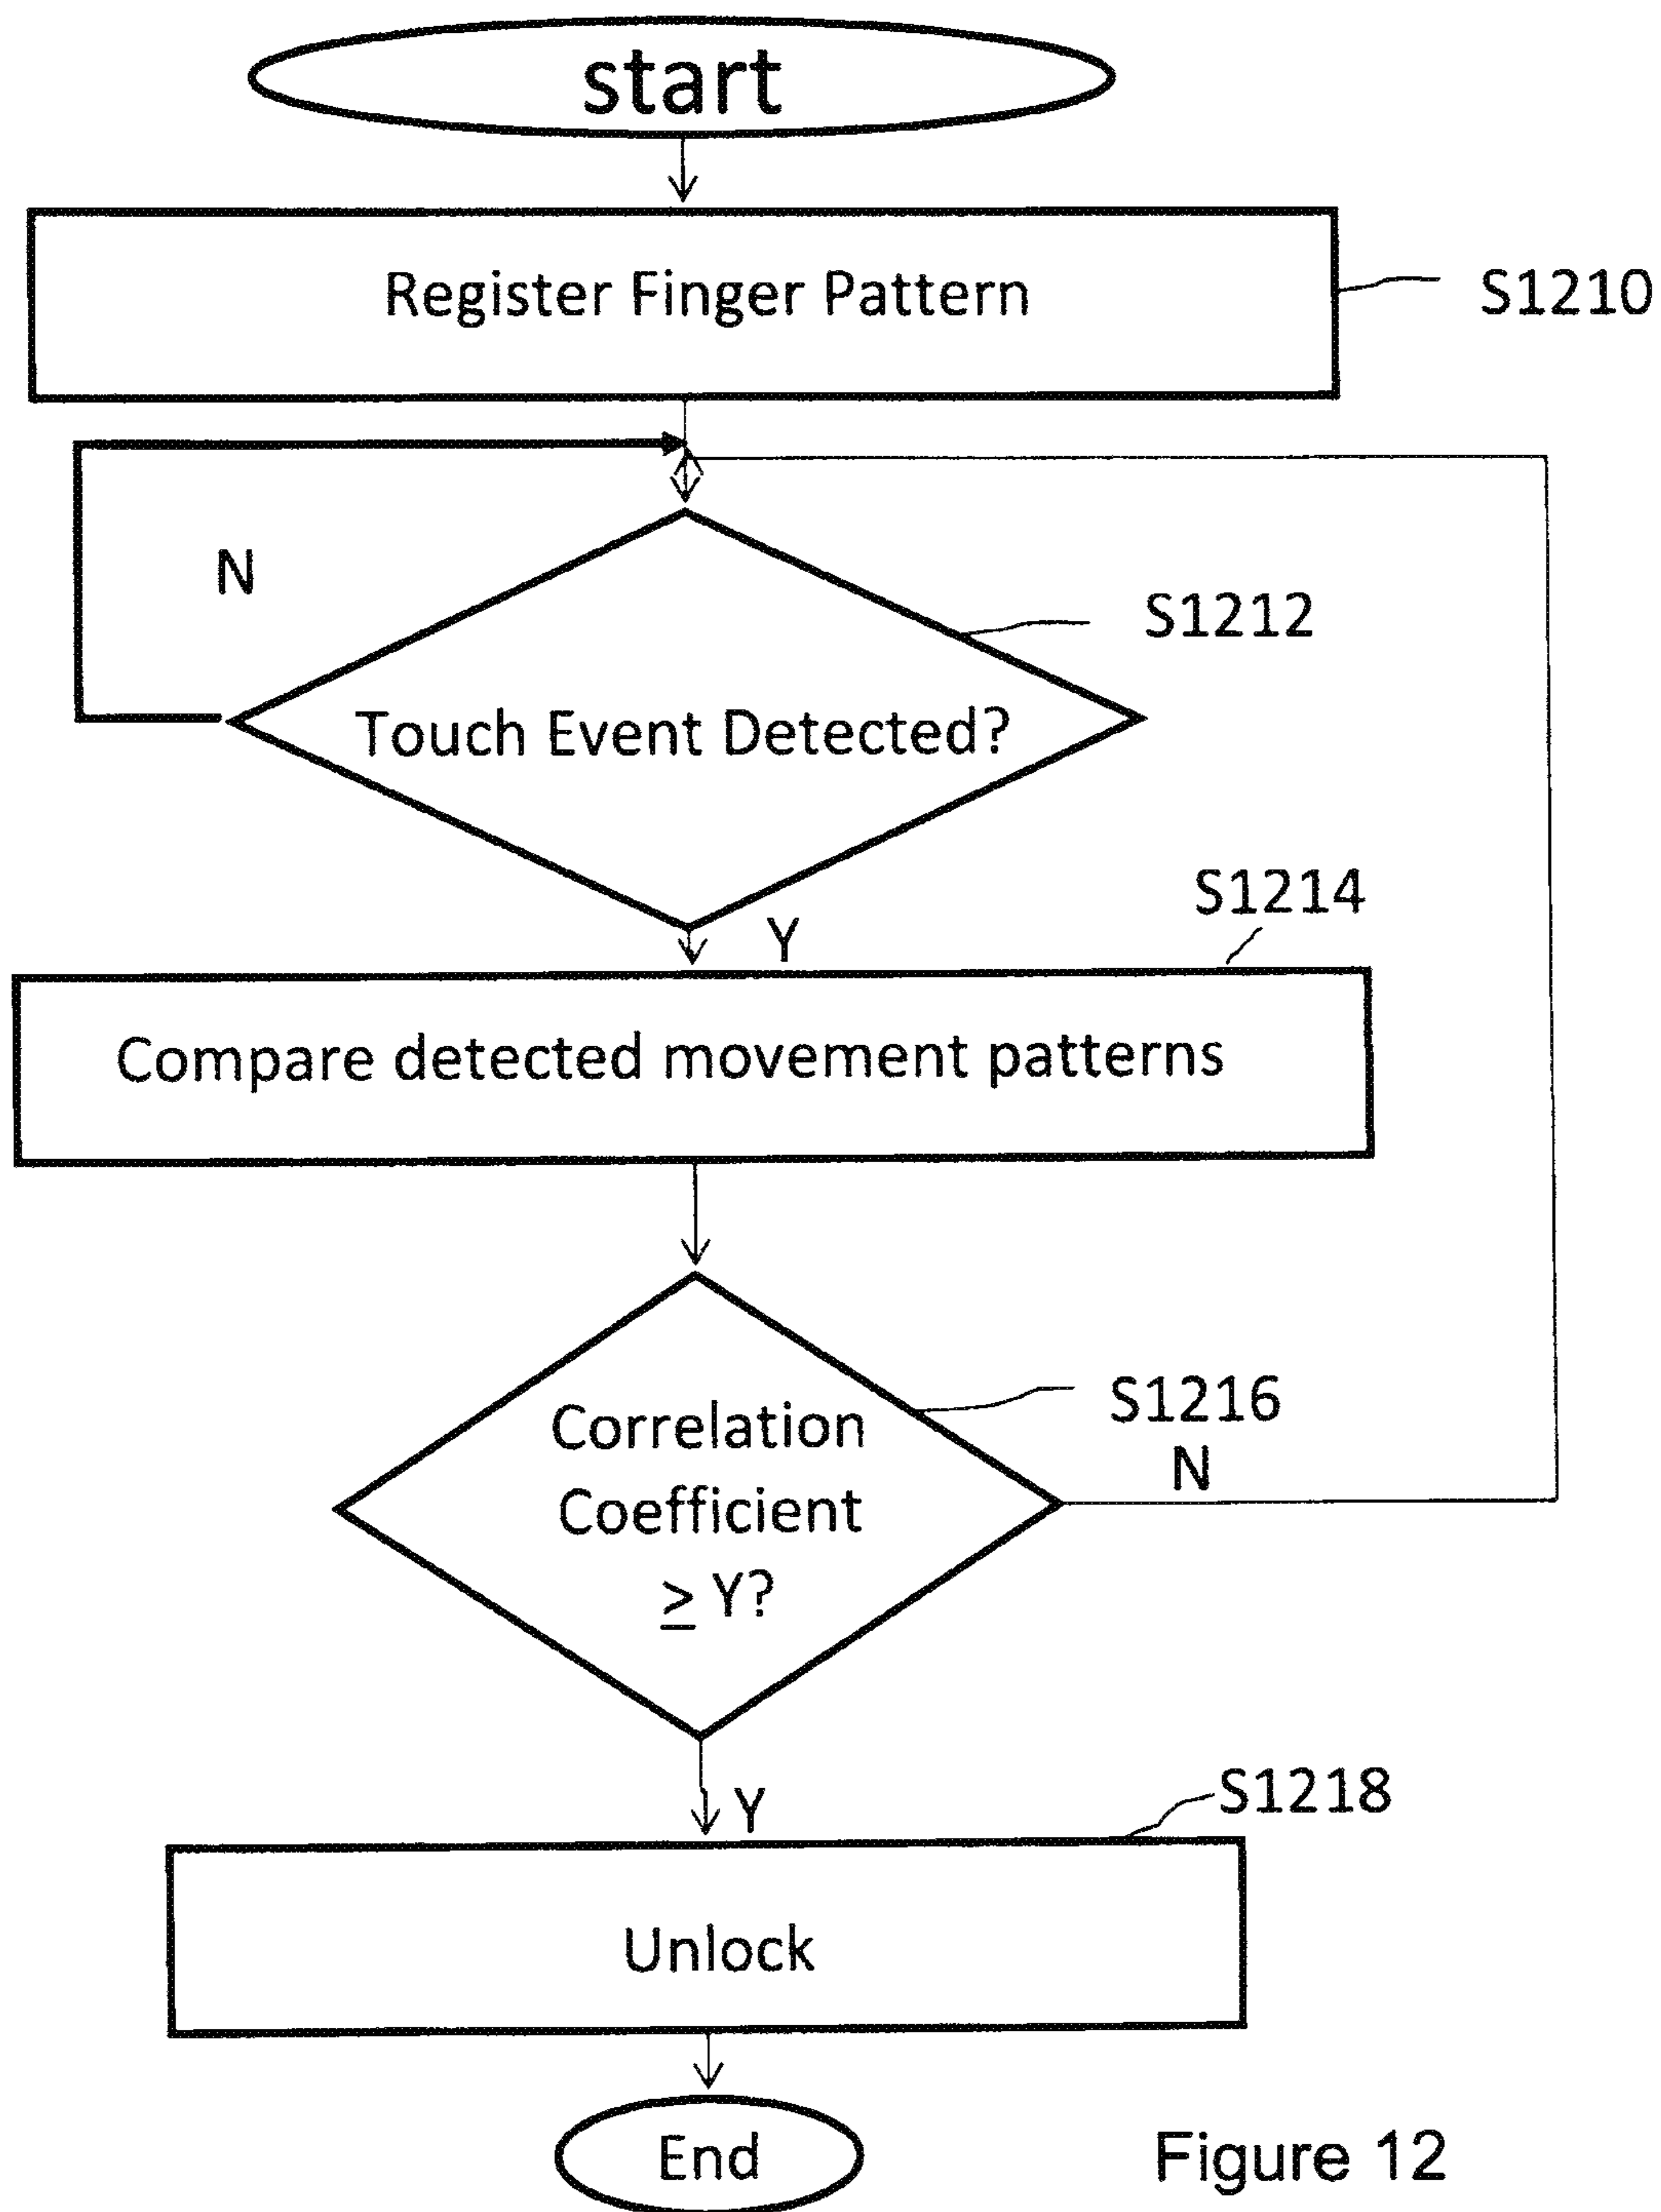 start
Register Finger Pattern
S1210
N
S1212
Touch Event Detected?
S1214
Y
Compare detected movement patterns
S1216
N
Correlation
Coefficient
≥ Y?
Y
S1218
Unlock
End
Figure 12